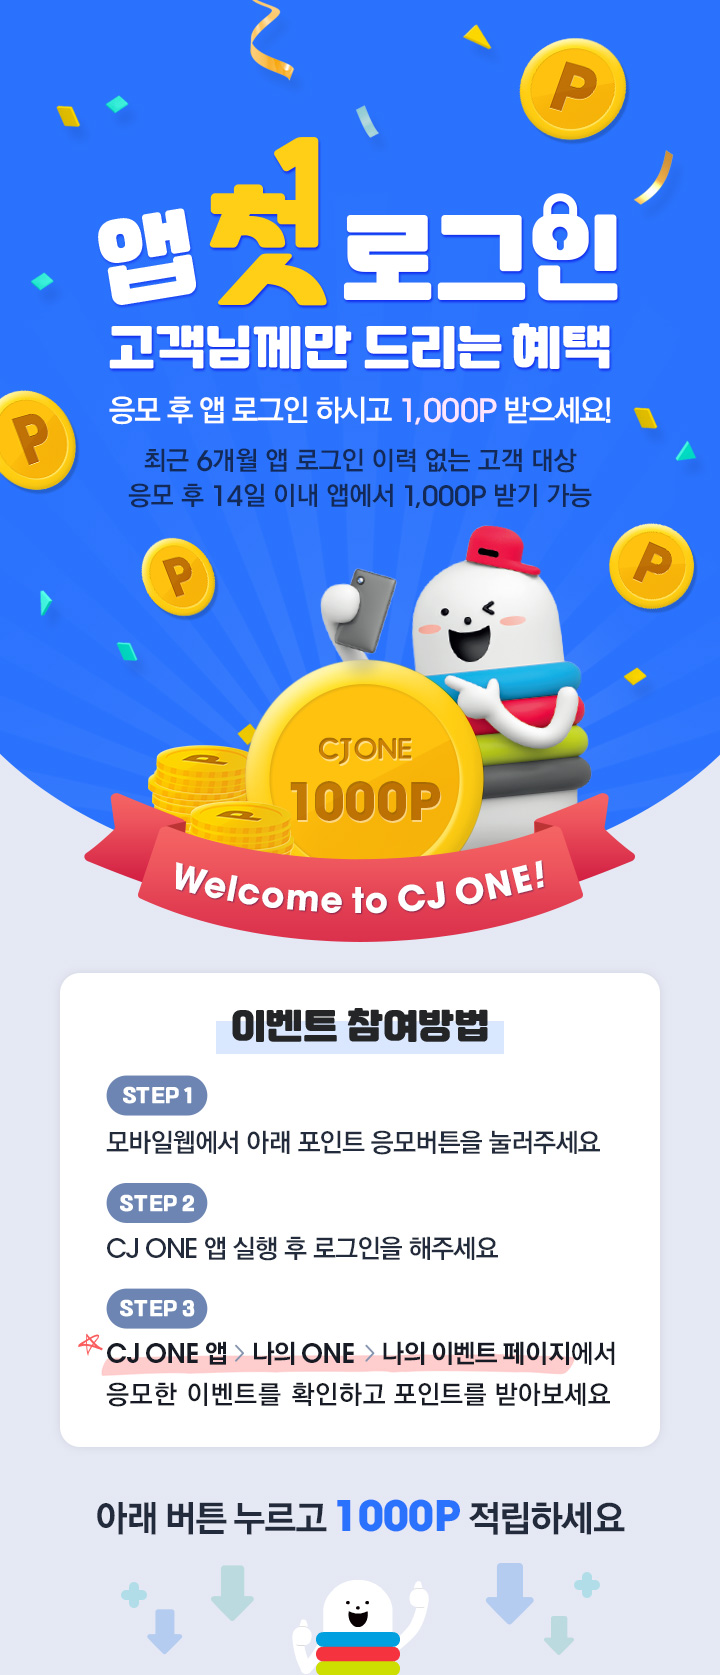 P
앱 첫 로그인
고객님께만 드리는 혜택
응모 후 앱 로그인 하시고 1,000P 받으세요!
P
최근 6개월 앱 로그인 이력 없는 고객 대상
응모 후 14일 이내 앱에서 1,000P 받기 가능
P
P
CJ ONE
P
1000P
P
Welcome to CJ ONE!
이벤트 참여방법
STEP 1
모바일웹에서 아래 포인트 응모버튼을 눌러주세요
STEP 2
CJ ONE 앱 실행 후 로그인을 해주세요
STEP 3
CJ ONE 앱 > 나의 ONE > 나의 이벤트 페이지에서
응모한 이벤트를 확인하고 포인트를 받아보세요
아래 버튼 누르고 1000P 적립하세요